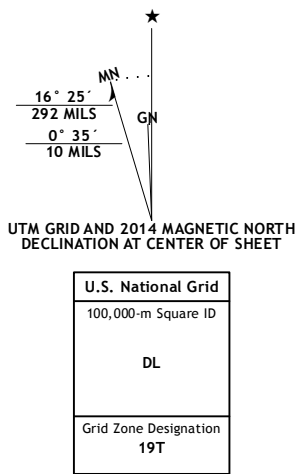 ★
MN
16° 25´
292 MILS
GN
0° 35´
10 MILS
UTM GRID AND 2014 MAGNETIC NORTH
DECLINATION AT CENTER OF SHEET
U.S. National Grid
100,000-m Square ID
DL
Grid Zone Designation
19T